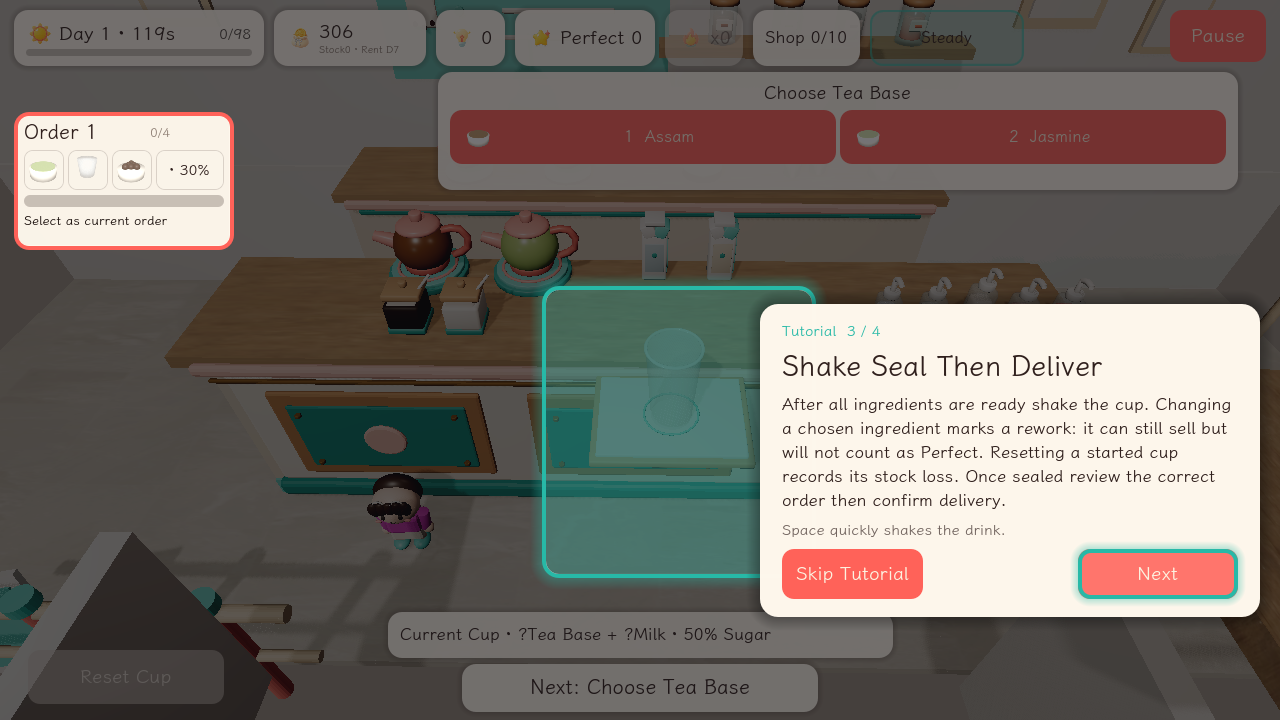 Day 1 • 119s
0/98
306
Stock0 • Rent D7
0
Perfect 0
x0
Shop 0/10
Steady
Pause
Choose Tea Base
1 Assam
2 Jasmine
Order 1
0/4
• 30%
Select as current order
Tutorial 3 / 4
Shake Seal Then Deliver
After all ingredients are ready shake the cup. Changing
a chosen ingredient marks a rework: it can still sell but
will not count as Perfect. Resetting a started cup
records its stock loss. Once sealed review the correct
order then confirm delivery.
Space quickly shakes the drink.
Skip Tutorial
Next
Current Cup • ?Tea Base + ?Milk • 50% Sugar
Reset Cup
Next: Choose Tea Base